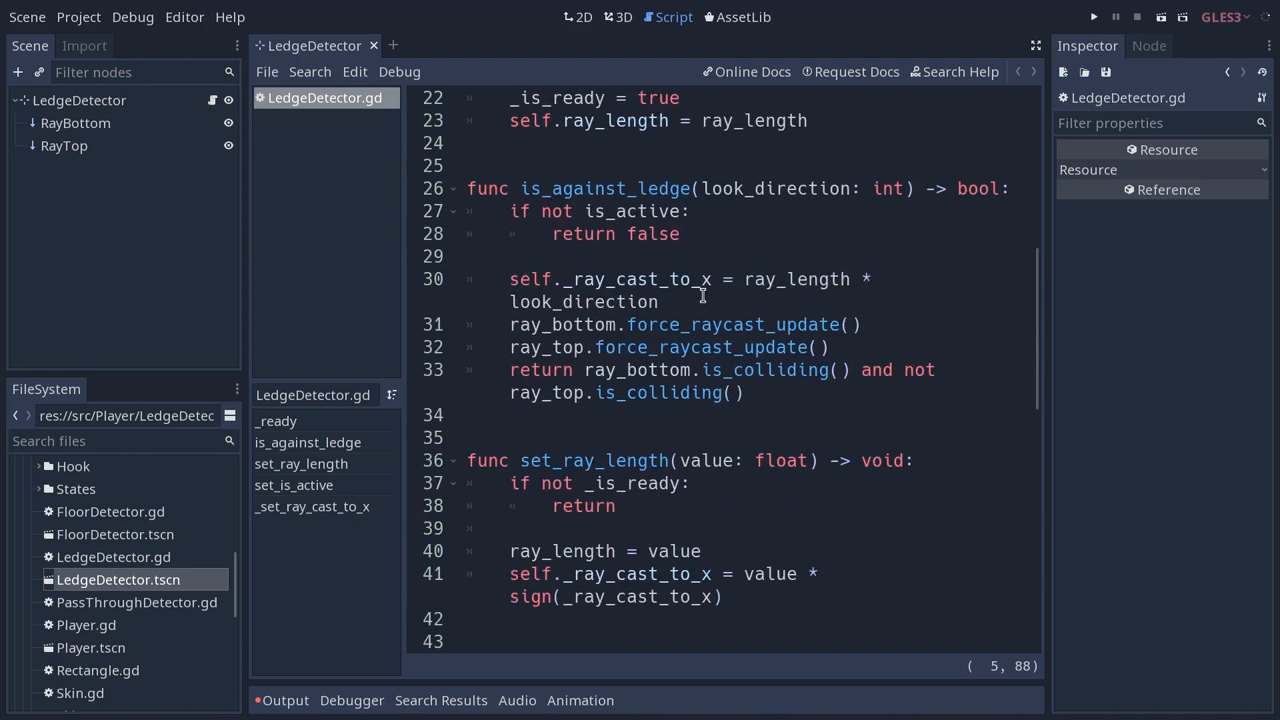 Scene Project Debug Editor Help
2D 3D Script AssetLib
GLES3
Scene Import
Filter nodes
LedgeDetector
RayBottom
RayTop
FileSystem
res://src/Player/LedgeDetec
Search files
Hook
States
FloorDetector.gd
FloorDetector.tscn
LedgeDetector.gd
LedgeDetector.tscn
PassThroughDetector.gd
Player.gd
Player.tscn
Rectangle.gd
Skin.gd
LedgeDetector
File Search Edit Debug
Online Docs Request Docs Search Help
LedgeDetector.gd
LedgeDetector.gd
_ready
is_against_ledge
set_ray_length
set_is_active
_set_ray_cast_to_x
22 _is_ready = true
23 self.ray_length = ray_length
24
25
26 func is_against_ledge(look_direction: int) -> bool:
27 if not is_active:
28 return false
29
30 self._ray_cast_to_x = ray_length *
look_direction
31 ray_bottom.force_raycast_update()
32 ray_top.force_raycast_update()
33 return ray_bottom.is_colliding() and not
ray_top.is_colliding()
34
35
36 func set_ray_length(value: float) -> void:
37 if not _is_ready:
38 return
39
40 ray_length = value
41 self._ray_cast_to_x = value *
sign(_ray_cast_to_x)
42
43
( 5, 88)
Output Debugger Search Results Audio Animation
Inspector Node
LedgeDetector.gd
Filter properties
Resource
Resource
Reference